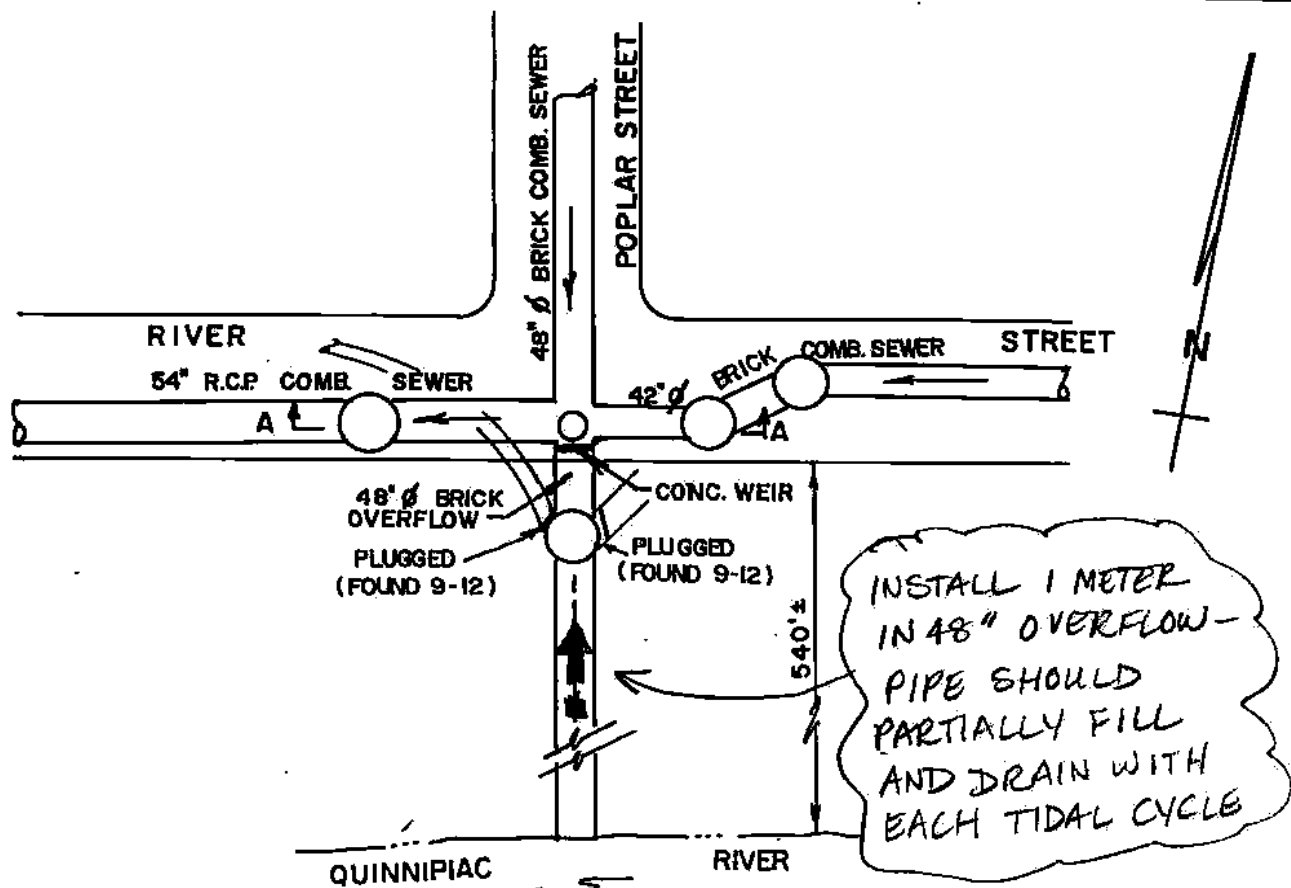 48" Ø BRICK COMB. SEWER
POPLAR STREET
RIVER
STREET
N
54" R.C.P. COMB. SEWER
42" Ø BRICK COMB. SEWER
A
A
48" Ø BRICK
OVERFLOW
CONC. WEIR
PLUGGED
(FOUND 9-12)
PLUGGED
(FOUND 9-12)
540'±
INSTALL 1 METER
IN 48" OVERFLOW-
PIPE SHOULD
PARTIALLY FILL
AND DRAIN WITH
EACH TIDAL CYCLE
QUINNIPIAC RIVER